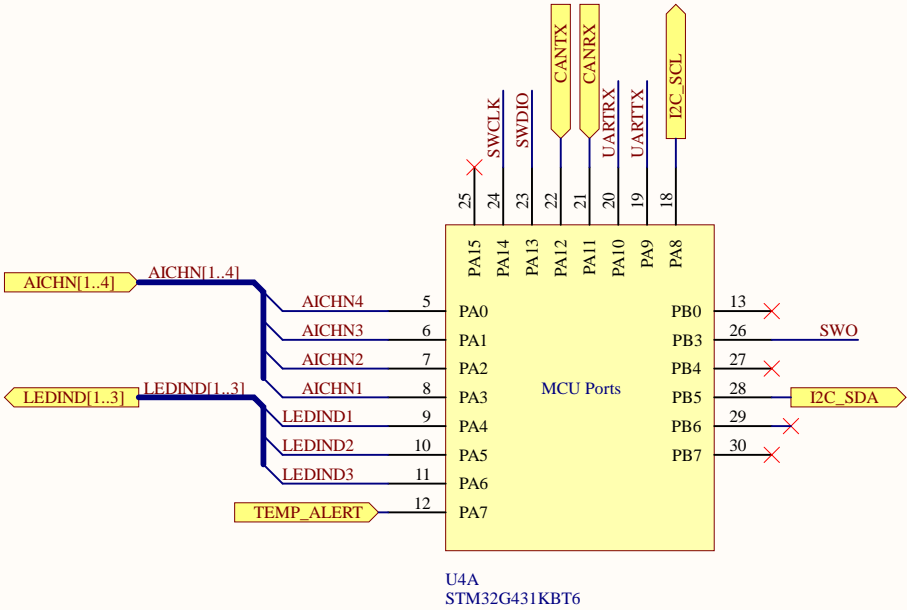 CANTX
CANRX
I2C_SCL
SWCLK
SWDIO
UARTRX
UARTTX
25
24
23
22
21
20
19
18
PA15
PA14
PA13
PA12
PA11
PA10
PA9
PA8
AICHN[1..4]
AICHN[1..4]
AICHN4
5
PA0
AICHN3
6
PA1
AICHN2
7
PA2
AICHN1
8
PA3
LEDIND[1..3]
LEDIND[1..3]
LEDIND1
9
PA4
LEDIND2
10
PA5
LEDIND3
11
PA6
TEMP_ALERT
12
PA7
MCU Ports
PB0
13
PB3
26
SWO
PB4
27
PB5
28
I2C_SDA
PB6
29
PB7
30
U4A
STM32G431KBT6